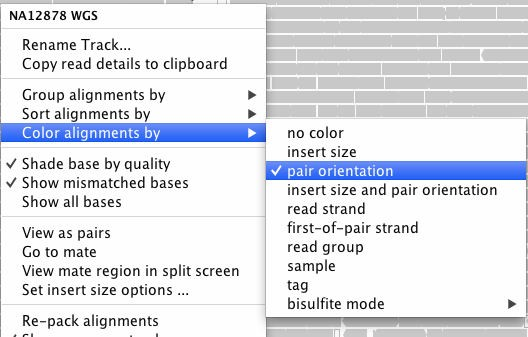 NA12878 WGS
Rename Track...
Copy read details to clipboard
Group alignments by
Sort alignments by
Color alignments by
Shade base by quality
Show mismatched bases
Show all bases
View as pairs
Go to mate
View mate region in split screen
Set insert size options ...
Re-pack alignments
no color
insert size
pair orientation
insert size and pair orientation
read strand
first-of-pair strand
read group
sample
tag
bisulfite mode